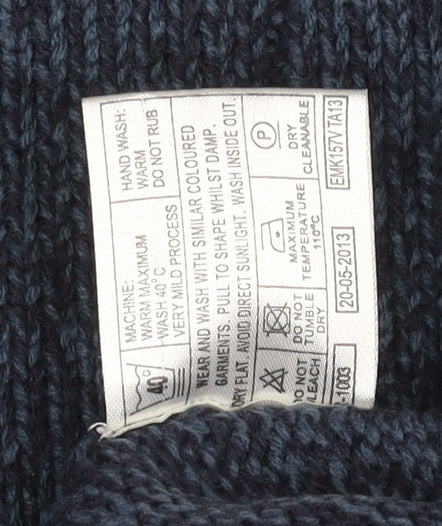 40°
MACHINE:
WARM MAXIMUM
WASH 40°C
VERY MILD PROCESS
HAND WASH:
WARM
DO NOT RUB
WEAR AND WASH WITH SIMILAR COLOURED
GARMENTS. PULL TO SHAPE WHILST DAMP.
DRY FLAT. AVOID DIRECT SUNLIGHT. WASH INSIDE OUT.
DO NOT
BLEACH
DO NOT
TUMBLE
DRY
MAXIMUM
TEMPERATURE
110°C
P
DRY
CLEANABLE
-1003
20-05-2013
EMK157V TA13